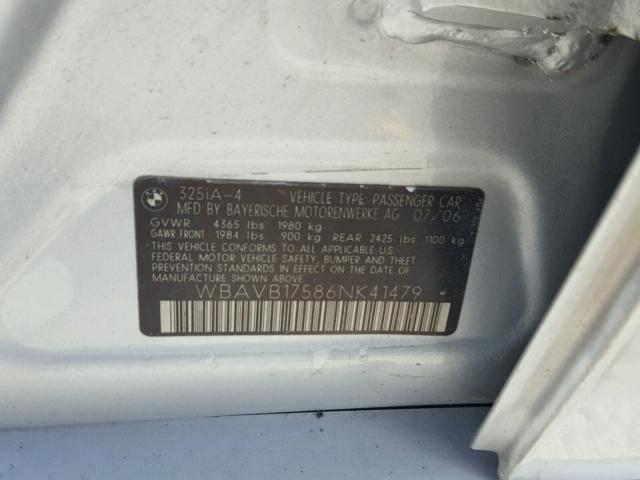 BMW
325iA-4 VEHICLE TYPE PASSENGER CAR
MFD BY BAYERISCHE MOTORENWERKE AG 07/06
GVWR 4365 lbs 1980 kg
GAWR FRONT 1984 lbs 900 kg REAR 2425 lbs 1100 kg
THIS VEHICLE CONFORMS TO ALL APPLICABLE U.S.
FEDERAL MOTOR VEHICLE SAFETY, BUMPER AND THEFT
PREVENTION STANDARDS IN EFFECT ON THE DATE OF
MANUFACTURE SHOWN ABOVE
WBAVB17586NK41479